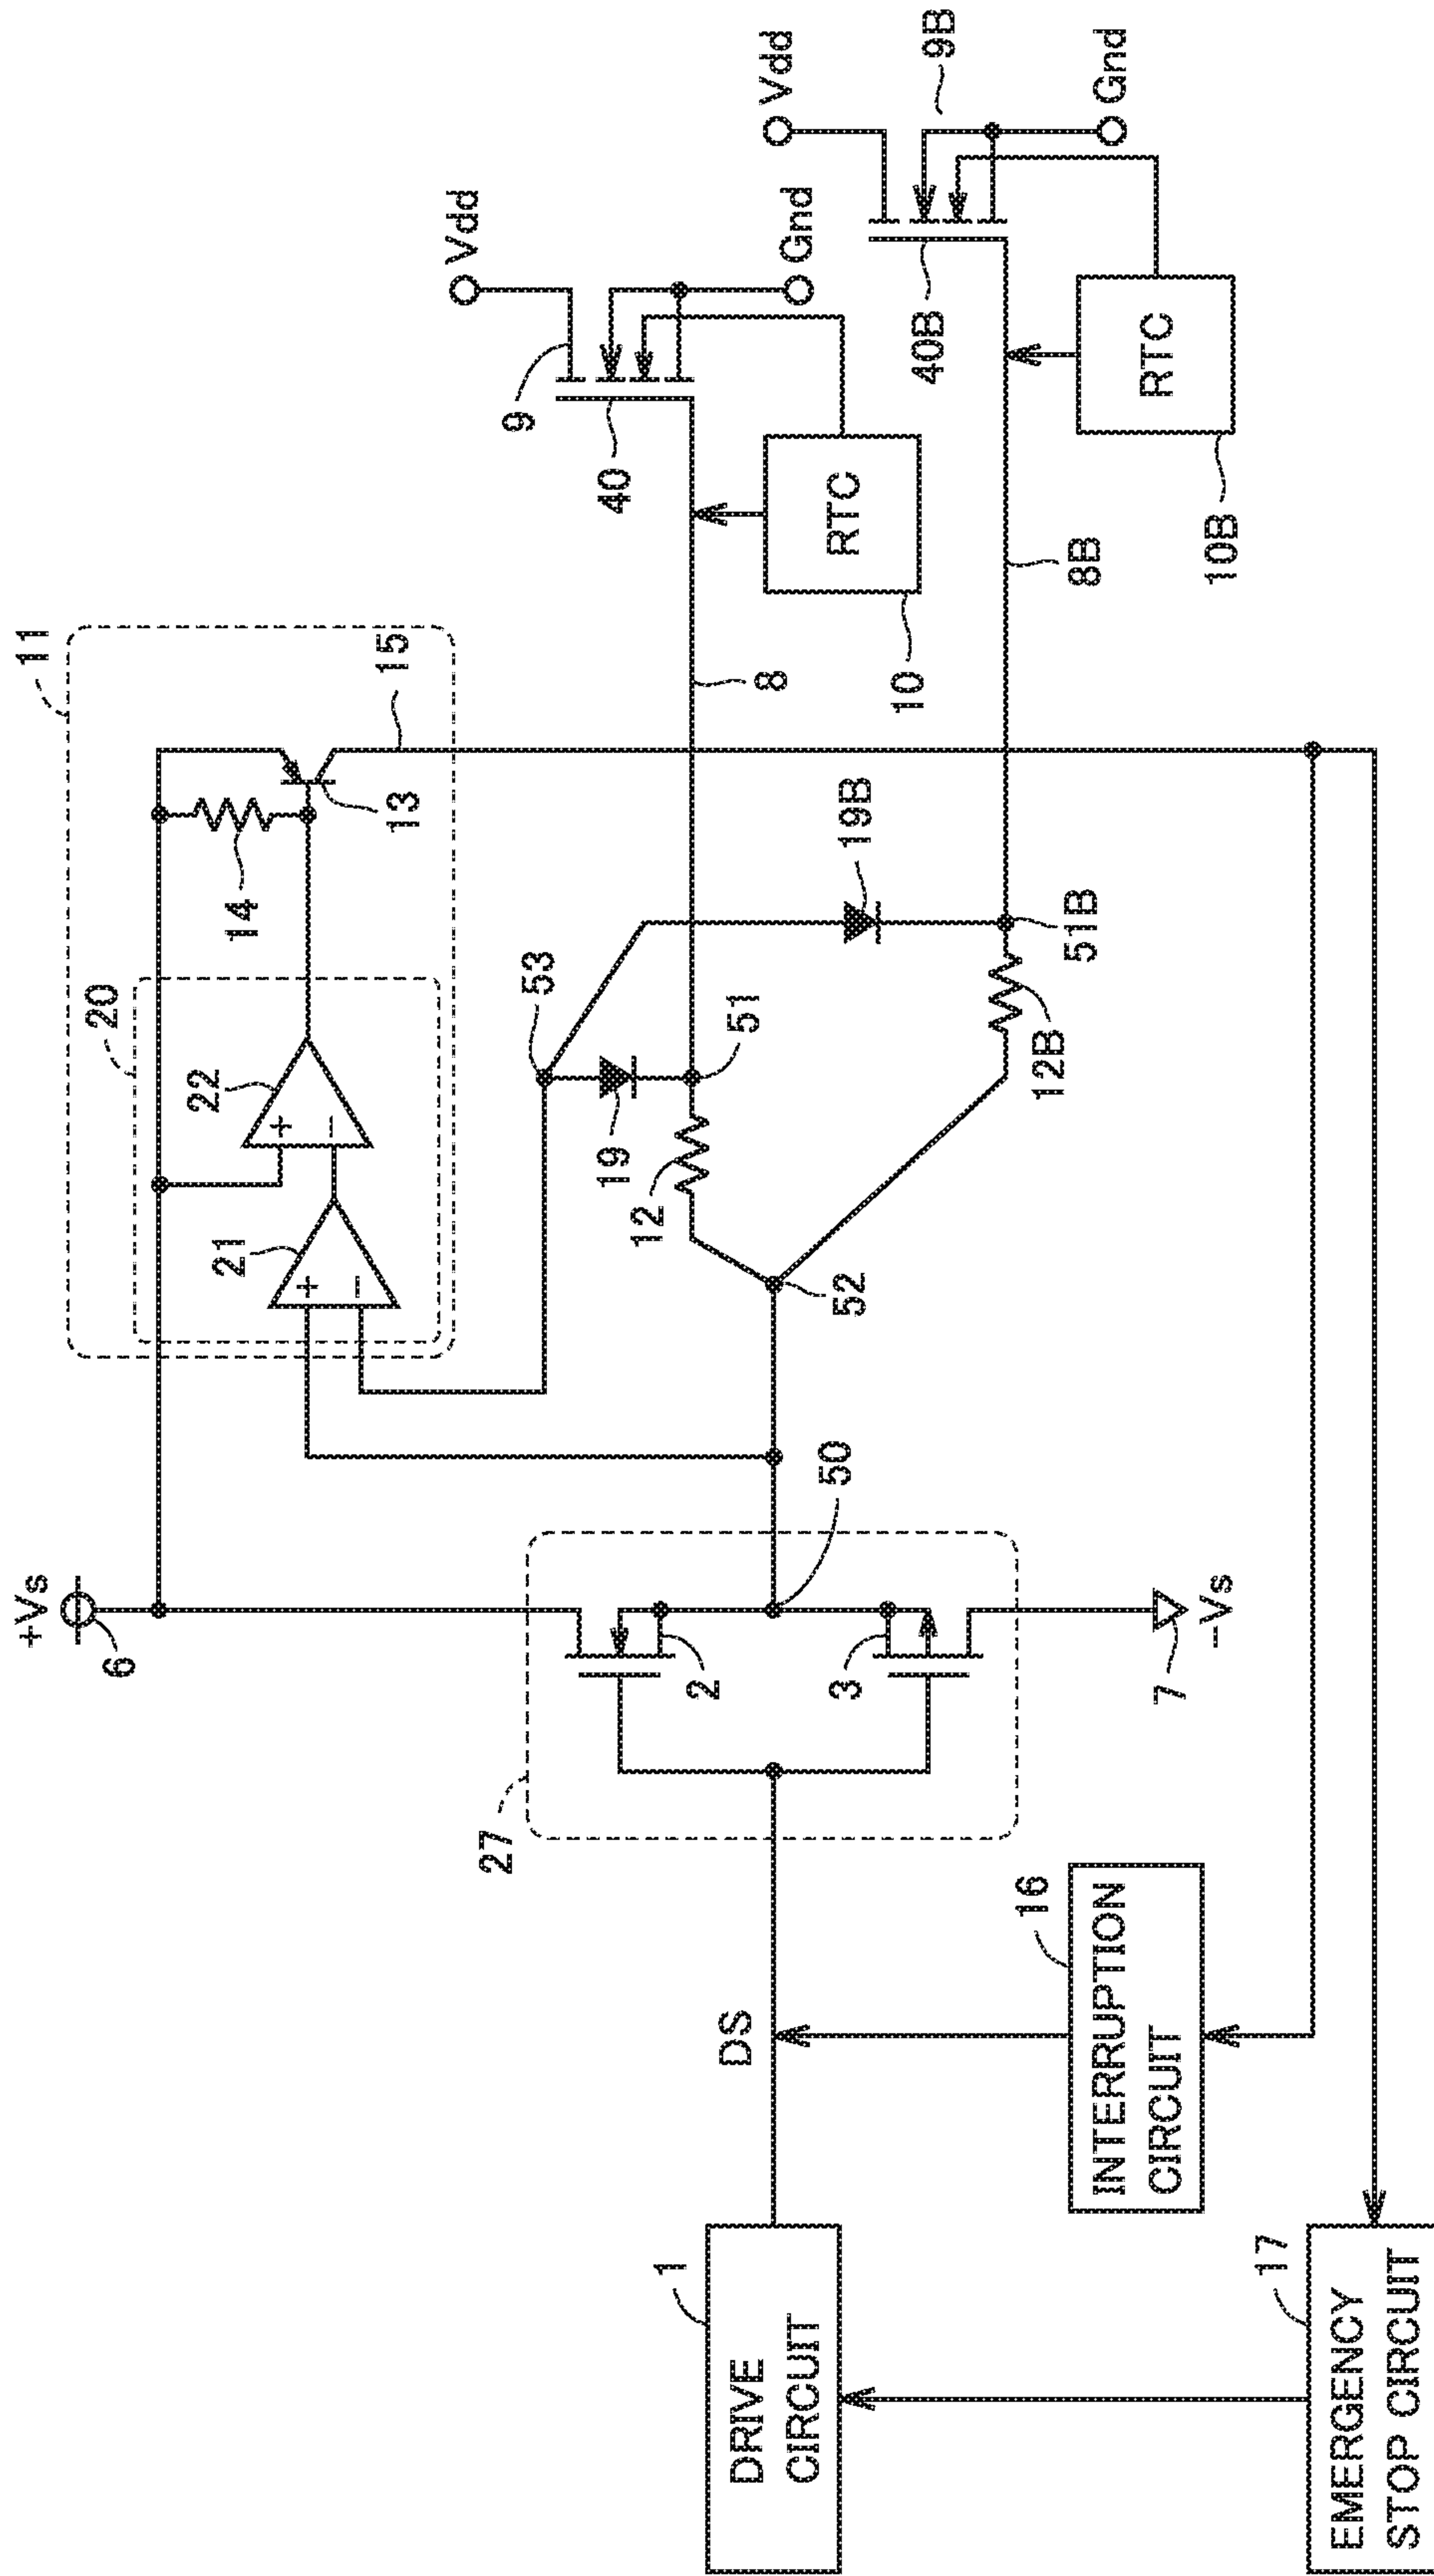 +Vs
6
11
20
22
21
+
−
+
−
14
13
15
53
19
12
51
52
50
8
9
40
Vdd
Gnd
RTC
10
Vdd
9B
Gnd
40B
RTC
10B
8B
19B
51B
12B
27
2
3
7
-Vs
DS
16
INTERRUPTION
CIRCUIT
1
DRIVE
CIRCUIT
17
EMERGENCY
STOP CIRCUIT